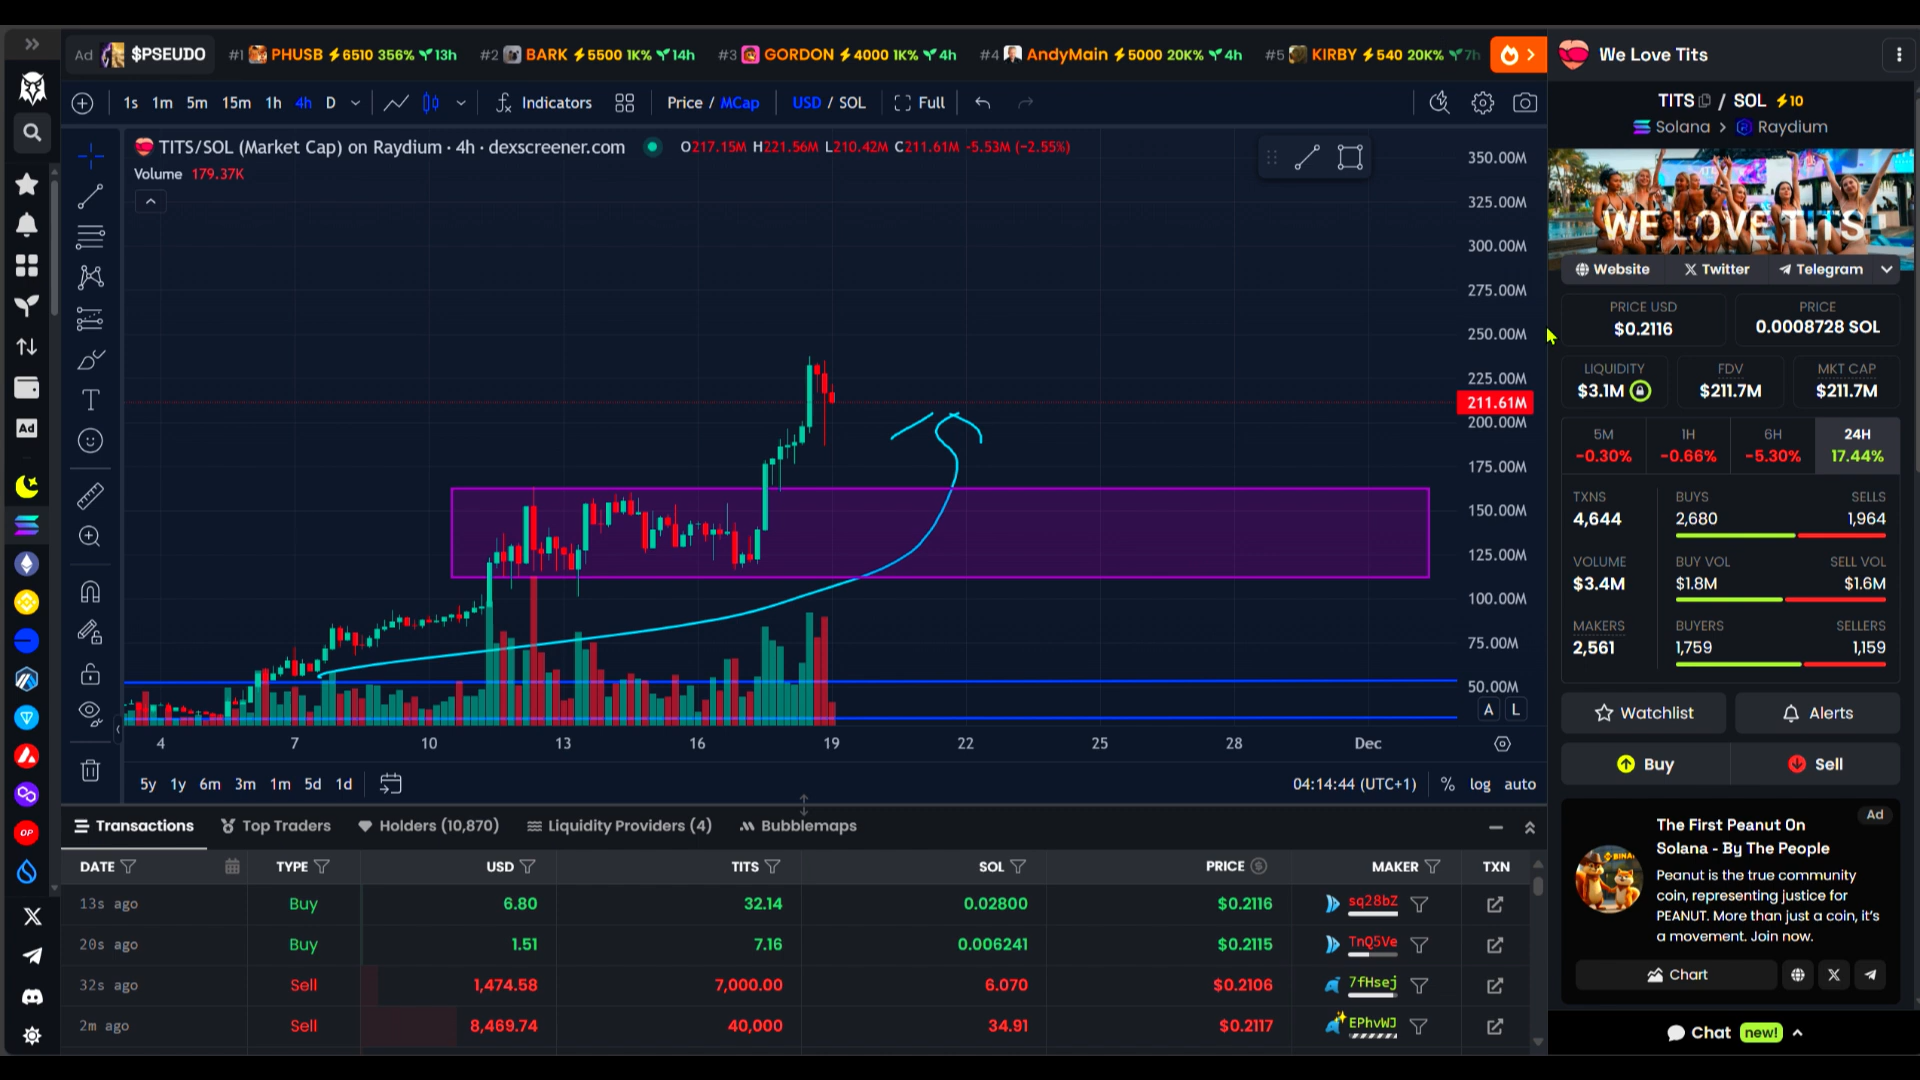 Ad $PSEUDO #1 PHUSB 6510 356% 13h #2 BARK 5500 1K% 14h #3 GORDON 4000 1K% 4h #4 AndyMain 5000 20K% 4h #5 KIRBY 540 20K% 7h
We Love Tits
1s 1m 5m 15m 1h 4h D Indicators Price / MCap USD / SOL Full
TITS / SOL 10
Solana > Raydium
TITS/SOL (Market Cap) on Raydium · 4h · dexscreener.com O217.15M H221.56M L210.42M C211.61M -5.53M (-2.55%)
Volume 179.37K
350.00M
325.00M
300.00M
275.00M
250.00M
225.00M
211.61M
200.00M
175.00M
150.00M
125.00M
100.00M
75.00M
50.00M
A L
4 7 10 13 16 19 22 25 28 Dec
5y 1y 6m 3m 1m 5d 1d 04:14:44 (UTC+1) % log auto
WE LOVE TITS
Website Twitter Telegram
PRICE USD PRICE
$0.2116 0.0008728 SOL
LIQUIDITY FDV MKT CAP
$3.1M $211.7M $211.7M
5M 1H 6H 24H
-0.30% -0.66% -5.30% 17.44%
TXNS BUYS SELLS
4,644 2,680 1,964
VOLUME BUY VOL SELL VOL
$3.4M $1.8M $1.6M
MAKERS BUYERS SELLERS
2,561 1,759 1,159
Watchlist Alerts
Buy Sell
Ad
The First Peanut On
Solana - By The People
Peanut is the true community
coin, representing justice for
PEANUT. More than just a coin, it's
a movement. Join now.
Chart
Chat new!
Ad
OP
Transactions Top Traders Holders (10,870) Liquidity Providers (4) Bubblemaps
DATE TYPE USD TITS SOL PRICE MAKER TXN
13s ago Buy 6.80 32.14 0.02800 $0.2116 sq28bZ
20s ago Buy 1.51 7.16 0.006241 $0.2115 TnQ5Ve
32s ago Sell 1,474.58 7,000.00 6.070 $0.2106 7fHsej
2m ago Sell 8,469.74 40,000 34.91 $0.2117 EPhvWJ